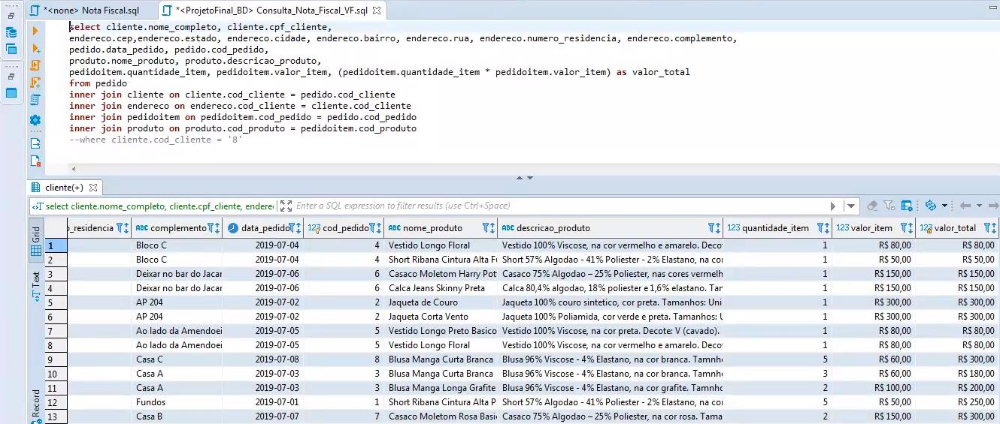 *<none> Nota Fiscal.sql *<ProjetoFinal_BD> Consulta_Nota_Fiscal_VF.sql
select cliente.nome_completo, cliente.cpf_cliente,
endereco.cep,endereco.estado, endereco.cidade, endereco.bairro, endereco.rua, endereco.numero_residencia, endereco.complemento,
pedido.data_pedido, pedido.cod_pedido,
produto.nome_produto, produto.descricao_produto,
pedidoitem.quantidade_item, pedidoitem.valor_item, (pedidoitem.quantidade_item * pedidoitem.valor_item) as valor_total
from pedido
inner join cliente on cliente.cod_cliente = pedido.cod_cliente
inner join endereco on endereco.cod_cliente = cliente.cod_cliente
inner join pedidoitem on pedidoitem.cod_pedido = pedido.cod_pedido
inner join produto on produto.cod_produto = pedidoitem.cod_produto
--where cliente.cod_cliente = '8'
cliente(+)
select cliente.nome_completo, cliente.cpf_cliente, endere Enter a SQL expression to filter results (use Ctrl+Space)
Grid
Text
Record
o_residencia ABC complemento data_pedido 123 cod_pedido ABC nome_produto ABC descricao_produto 123 quantidade_item 123 valor_item 123 valor_total
1 Bloco C 2019-07-04 4 Vestido Longo Floral Vestido 100% Viscose, na cor vermelho e amarelo. Deco 1 R$ 80,00 R$ 80,00
2 Bloco C 2019-07-04 4 Short Ribana Cintura Alta F Short 57% Algodao - 41% Poliester - 2% Elastano, na co 1 R$ 50,00 R$ 50,00
3 Deixar no bar do Jacar 2019-07-06 6 Casaco Moletom Harry Pot Casaco 75% Algodao – 25% Poliester, nas cores vermelh 1 R$ 150,00 R$ 150,00
4 Deixar no bar do Jacar 2019-07-06 6 Calca Jeans Skinny Preta Calca 80,4% algodao, 18% poliester e 1,6% elastano. Tar 1 R$ 150,00 R$ 150,00
5 AP 204 2019-07-02 2 Jaqueta de Couro Jaqueta 100% couro sintetico, cor preta. Tamanhos: Uni 1 R$ 300,00 R$ 300,00
6 AP 204 2019-07-02 2 Jaqueta Corta Vento Jaqueta 100% Poliamida, cor verde e preta. Tamanhos: U 1 R$ 300,00 R$ 300,00
7 Ao lado da Amendoei 2019-07-05 5 Vestido Longo Preto Basico Vestido 100% Viscose, na cor preta. Decote: V (cavado). 1 R$ 80,00 R$ 80,00
8 Ao lado da Amendoei 2019-07-05 5 Vestido Longo Floral Vestido 100% Viscose, na cor vermelho e amarelo. Deco 1 R$ 80,00 R$ 80,00
9 Casa C 2019-07-08 8 Blusa Manga Curta Branca Blusa 96% Viscose - 4% Elastano, na cor branca. Tamnho 5 R$ 60,00 R$ 300,00
10 Casa A 2019-07-03 3 Blusa Manga Curta Branca Blusa 96% Viscose - 4% Elastano, na cor branca. Tamnho 3 R$ 60,00 R$ 180,00
11 Casa A 2019-07-03 3 Blusa Manga Longa Grafite Blusa 96% Viscose - 4% Elastano, na cor grafite. Tamnho 2 R$ 100,00 R$ 200,00
12 Fundos 2019-07-01 1 Short Ribana Cintura Alta P Short 57% Algodao - 41% Poliester - 2% Elastano, na co 5 R$ 50,00 R$ 250,00
13 Casa B 2019-07-07 7 Casaco Moletom Rosa Basi Casaco 75% Algodao – 25% Poliester, na cor rosa. Tama 2 R$ 150,00 R$ 300,00